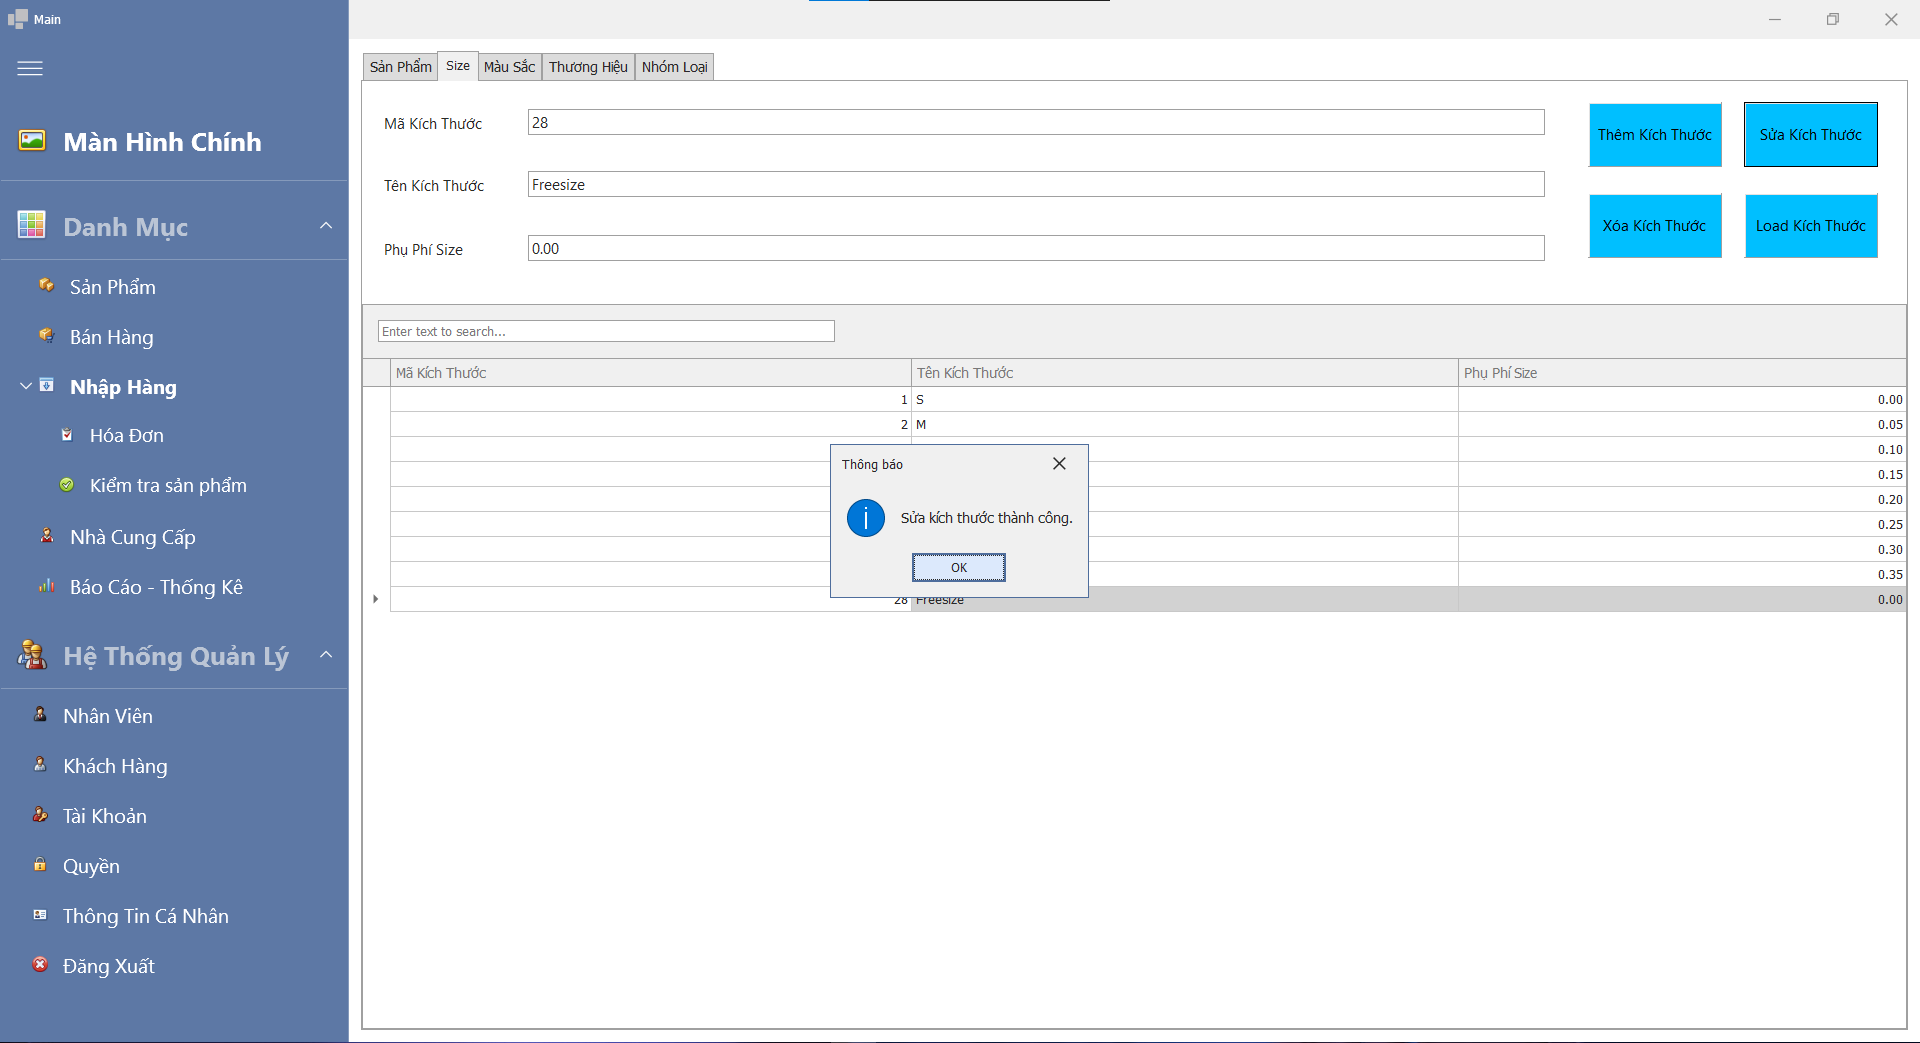 Main
Màn Hình Chính
Danh Mục
Sản Phẩm
Bán Hàng
Nhập Hàng
Hóa Đơn
Kiểm tra sản phẩm
Nhà Cung Cấp
Báo Cáo - Thống Kê
Hệ Thống Quản Lý
Nhân Viên
Khách Hàng
Tài Khoản
Quyền
Thông Tin Cá Nhân
Đăng Xuất
Sản Phẩm Size Màu Sắc Thương Hiệu Nhóm Loại
Mã Kích Thước 28
Tên Kích Thước Freesize
Phụ Phí Size 0.00
Thêm Kích Thước Sửa Kích Thước
Xóa Kích Thước Load Kích Thước
Enter text to search...
Mã Kích Thước Tên Kích Thước Phụ Phí Size
1 S 0.00
2 M 0.05
0.10
0.15
0.20
0.25
0.30
0.35
28 Freesize 0.00
Thông báo
Sửa kích thước thành công.
OK